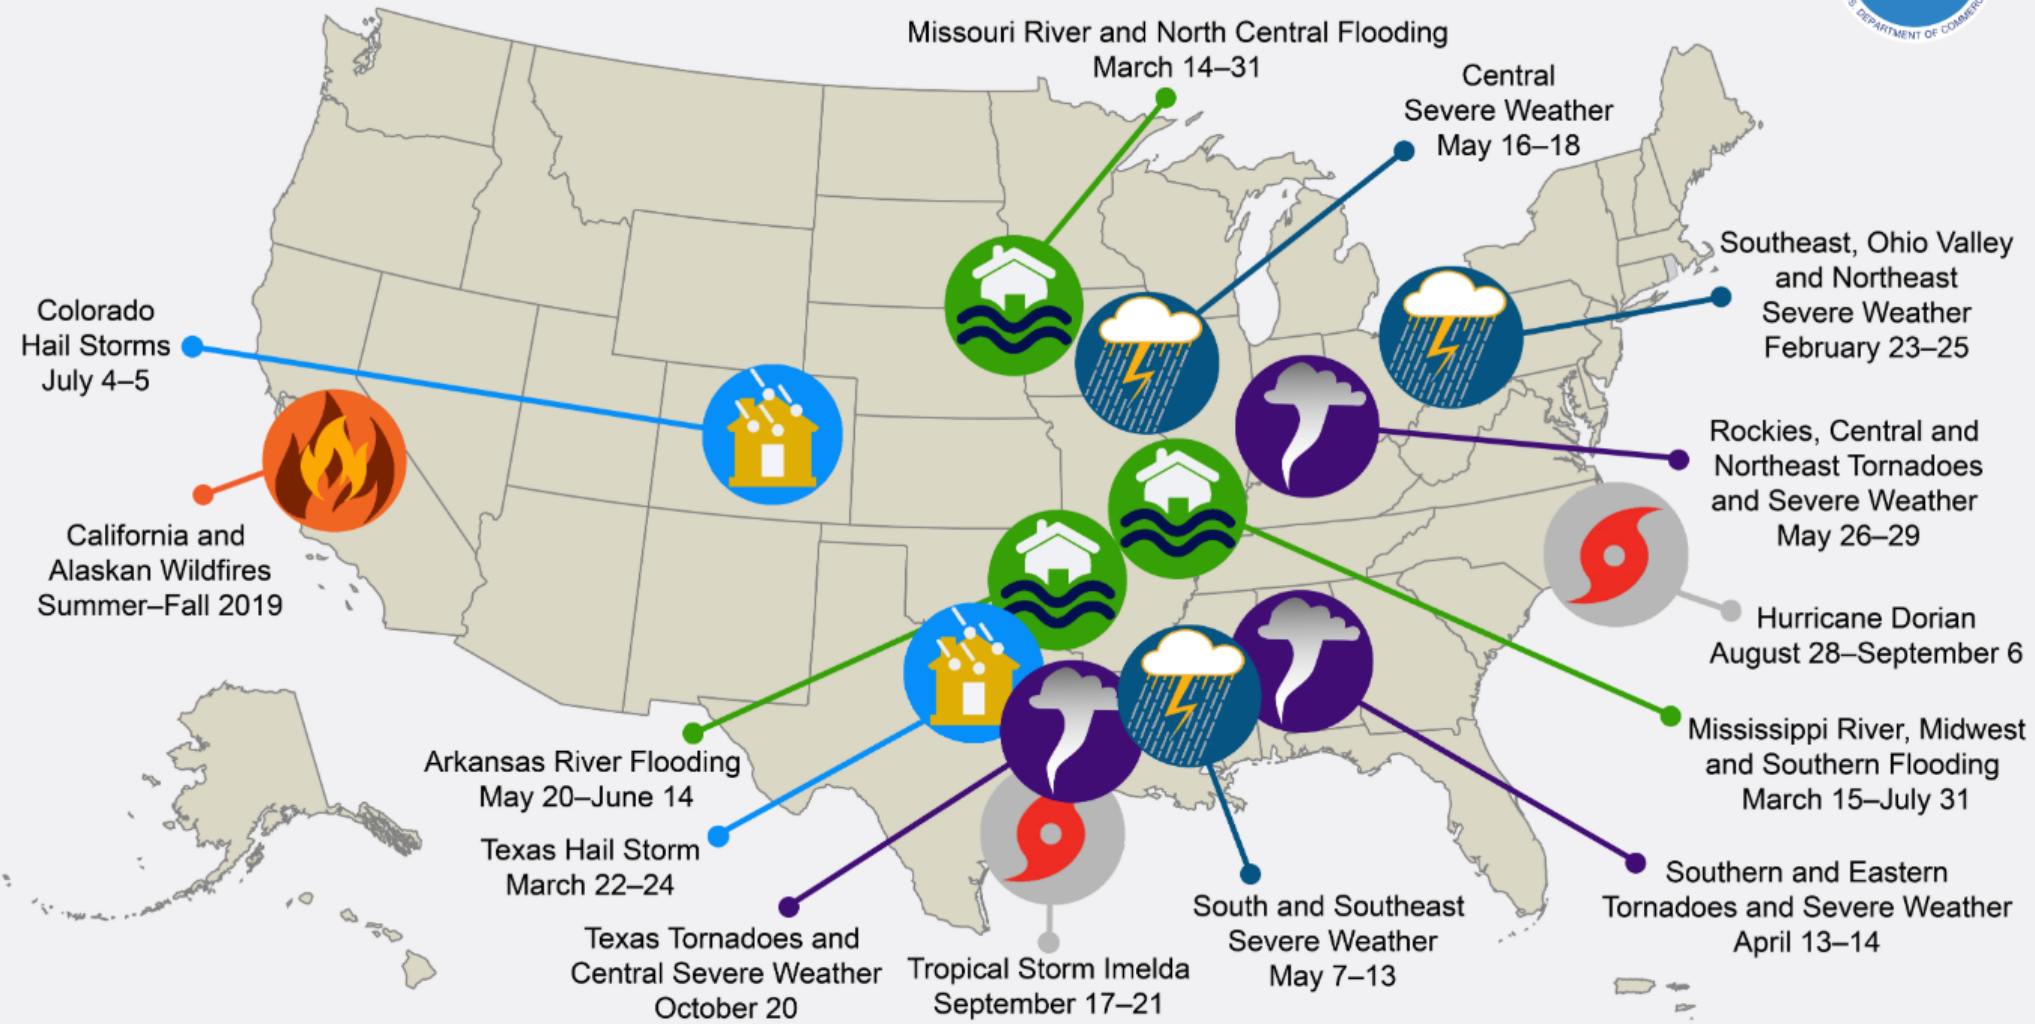 Missouri River and North Central Flooding
March 14–31
Central
Severe Weather
May 16–18
Southeast, Ohio Valley
and Northeast
Severe Weather
February 23–25
Colorado
Hail Storms
July 4–5
Rockies, Central and
Northeast Tornadoes
and Severe Weather
May 26–29
California and
Alaskan Wildfires
Summer–Fall 2019
Hurricane Dorian
August 28–September 6
Mississippi River, Midwest
and Southern Flooding
March 15–July 31
Arkansas River Flooding
May 20–June 14
Texas Hail Storm
March 22–24
Southern and Eastern
Tornadoes and Severe Weather
April 13–14
South and Southeast
Severe Weather
May 7–13
Texas Tornadoes and
Central Severe Weather
October 20
Tropical Storm Imelda
September 17–21
DEPARTMENT OF